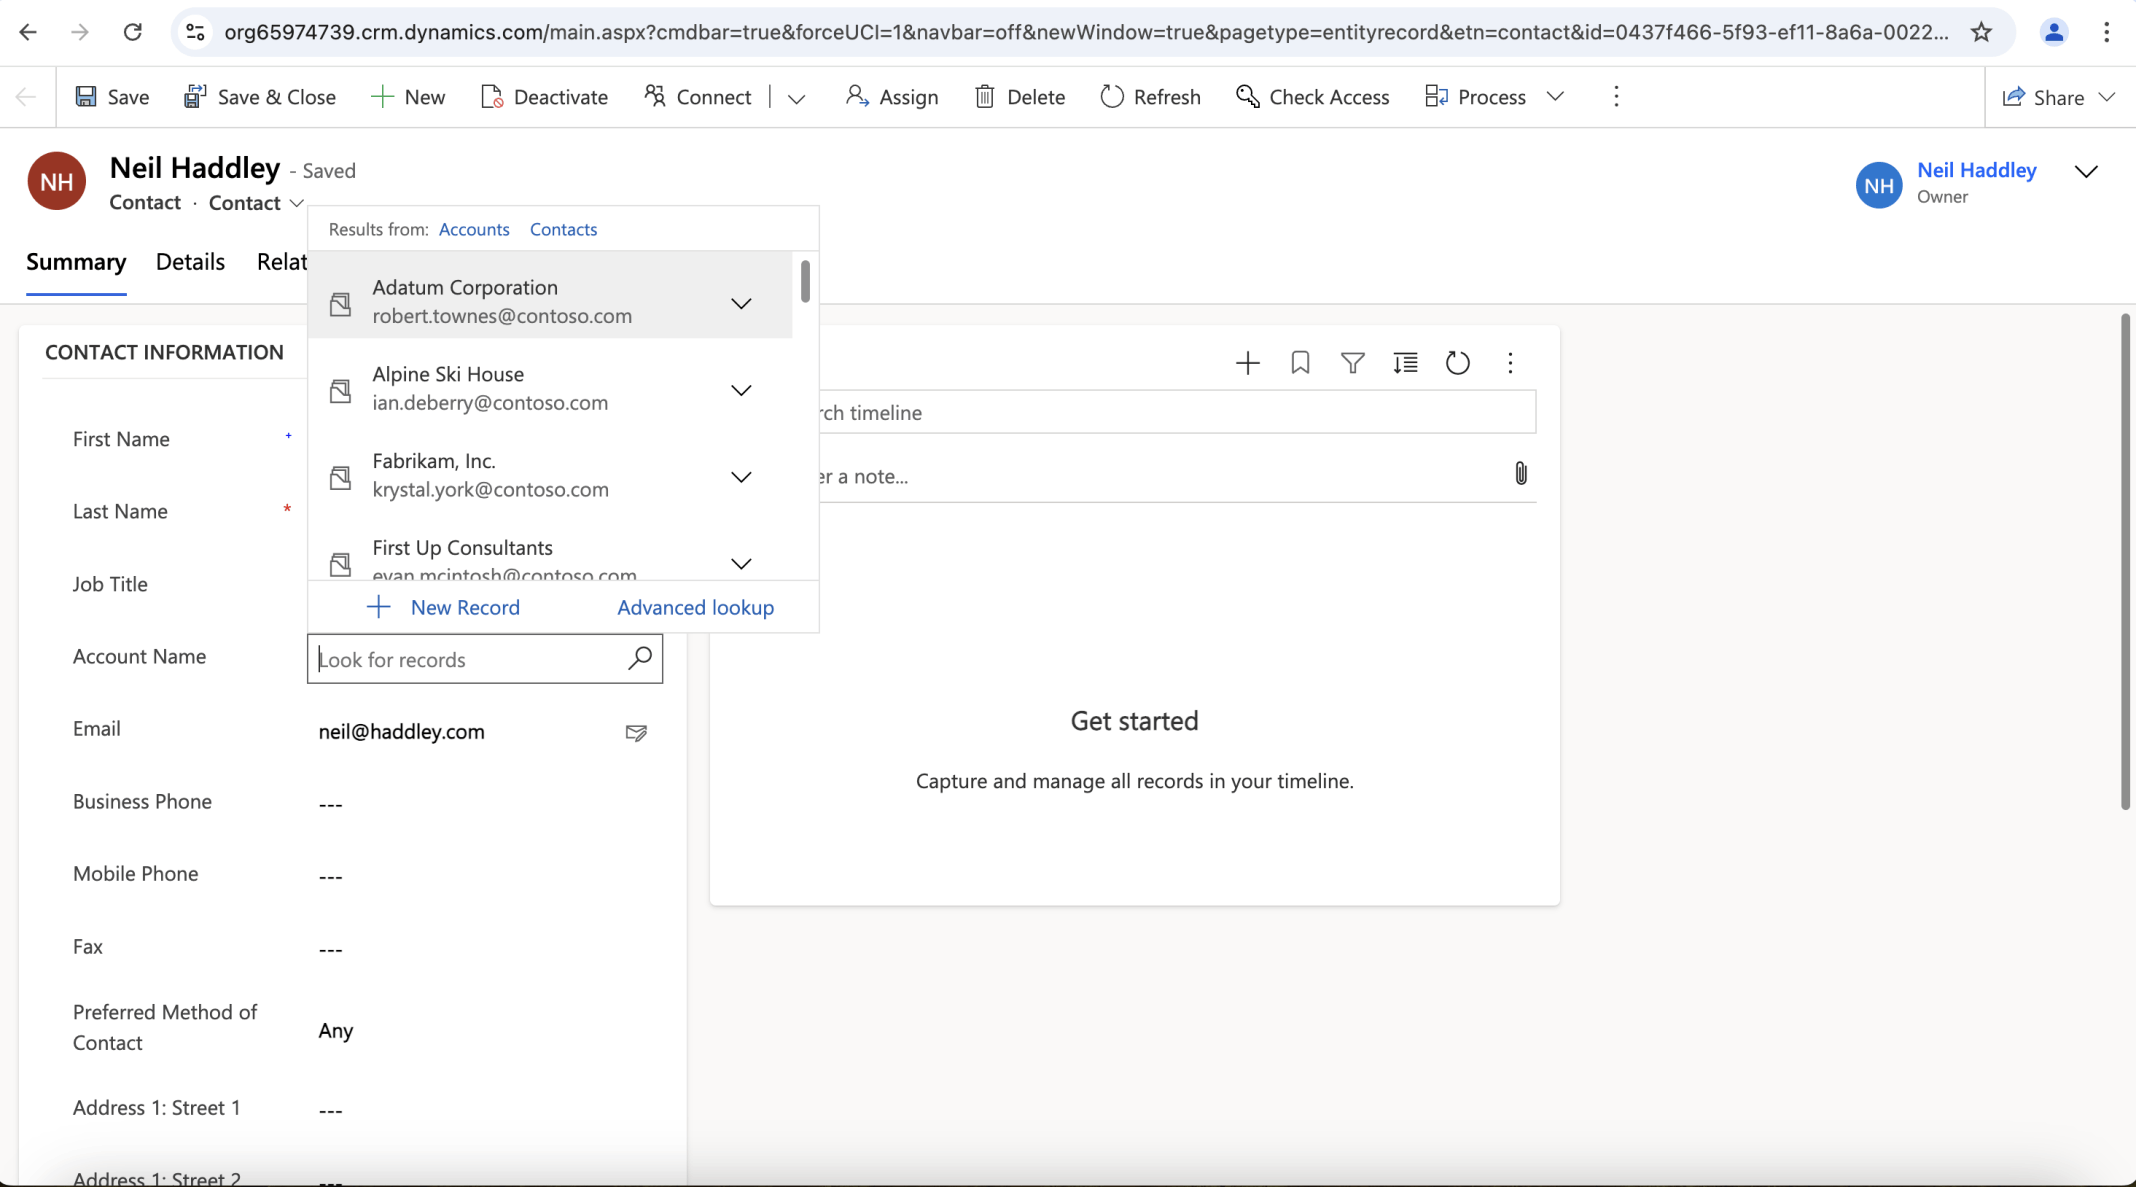 org65974739.crm.dynamics.com/main.aspx?cmdbar=true&forceUCI=1&navbar=off&newWindow=true&pagetype=entityrecord&etn=contact&id=0437f466-5f93-ef11-8a6a-0022...
Save
Save & Close
New
Deactivate
Connect
Assign
Delete
Refresh
Check Access
Process
Share
NH
Neil Haddley - Saved
Contact · Contact
NH
Neil Haddley
Owner
Summary
Details
Relat
Results from: Accounts Contacts
Adatum Corporation
robert.townes@contoso.com
Alpine Ski House
ian.deberry@contoso.com
Fabrikam, Inc.
krystal.york@contoso.com
First Up Consultants
evan.mcintosh@contoso.com
New Record
Advanced lookup
CONTACT INFORMATION
First Name +
Last Name *
Job Title
Account Name
Look for records
Email
neil@haddley.com
Business Phone
---
Mobile Phone
---
Fax
---
Preferred Method of
Contact
Any
Address 1: Street 1
---
Address 1: Street 2
---
rch timeline
er a note...
Get started
Capture and manage all records in your timeline.